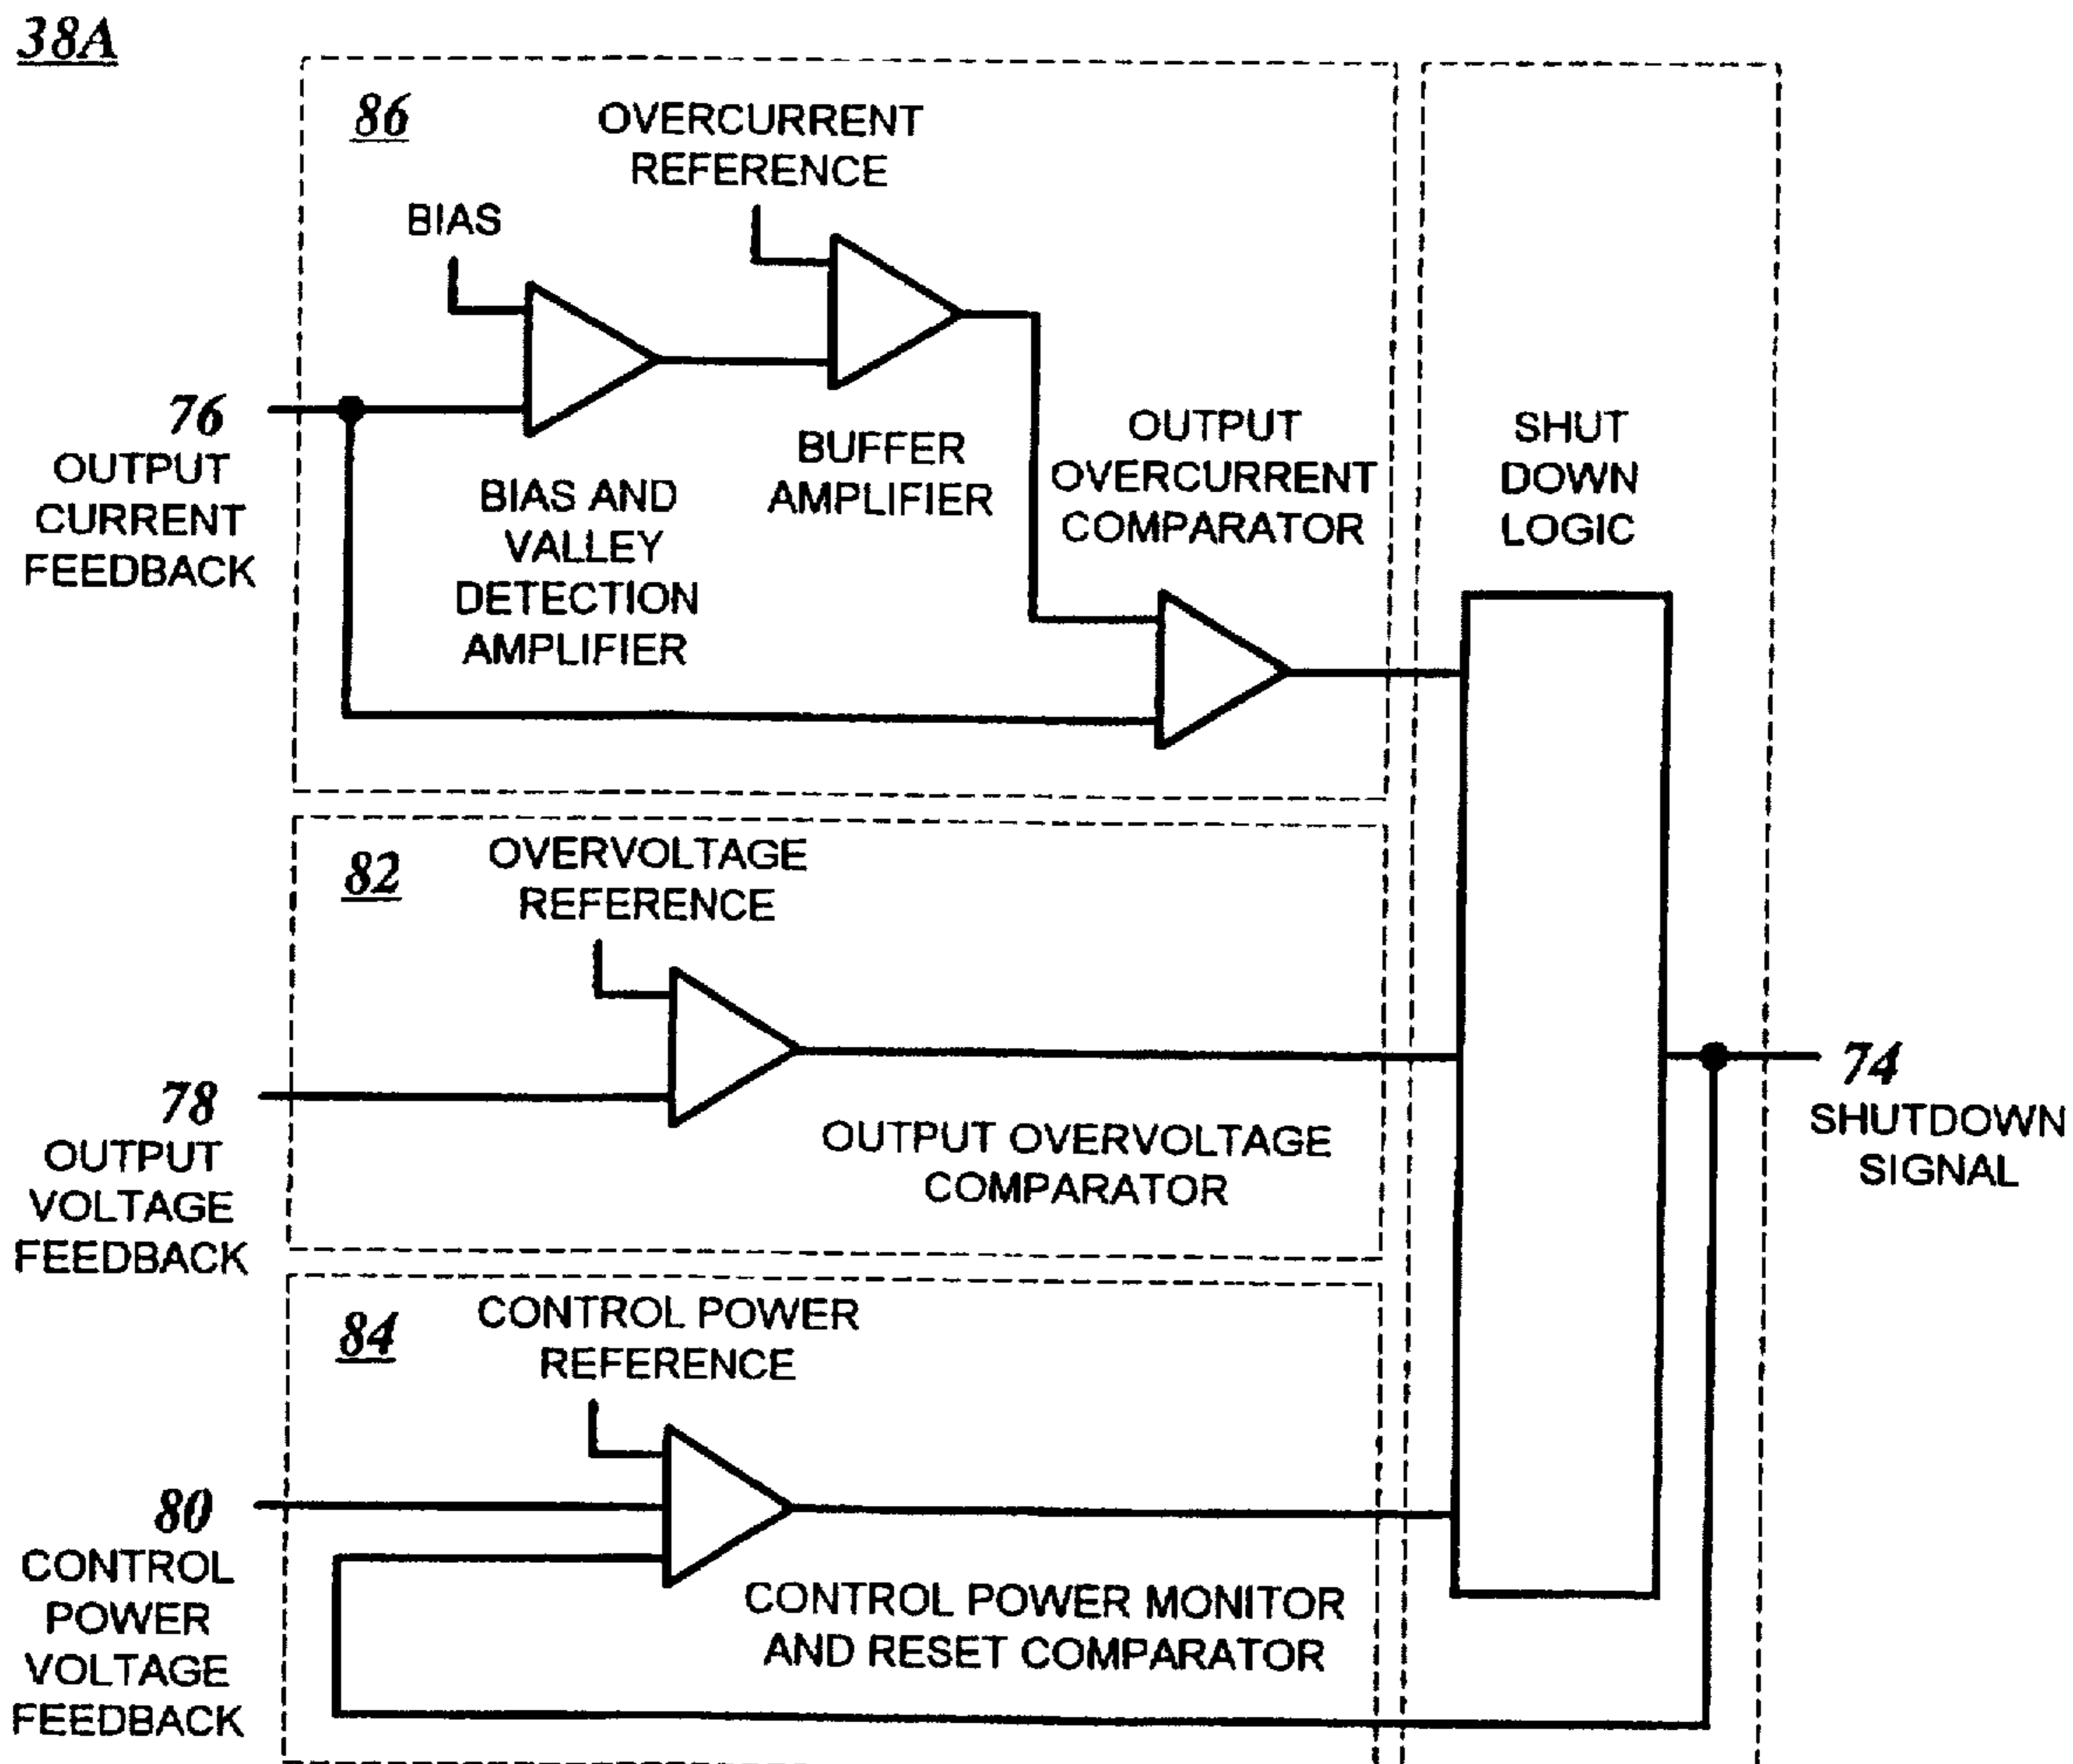 38A
86
OVERCURRENT
REFERENCE
BIAS
76
OUTPUT
CURRENT
FEEDBACK
BIAS AND
VALLEY
DETECTION
AMPLIFIER
BUFFER
AMPLIFIER
OUTPUT
OVERCURRENT
COMPARATOR
SHUT
DOWN
LOGIC
82
OVERVOLTAGE
REFERENCE
78
OUTPUT
VOLTAGE
FEEDBACK
OUTPUT OVERVOLTAGE
COMPARATOR
74
SHUTDOWN
SIGNAL
84
CONTROL POWER
REFERENCE
80
CONTROL
POWER
VOLTAGE
FEEDBACK
CONTROL POWER MONITOR
AND RESET COMPARATOR